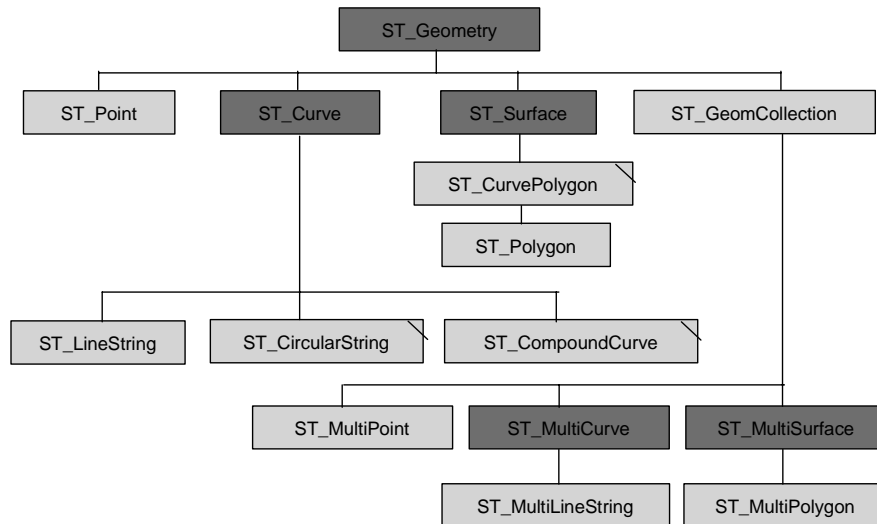 ST_Geometry
ST_Point
ST_Curve
ST_Surface
ST_GeomCollection
ST_CurvePolygon
ST_Polygon
ST_LineString
ST_CircularString
ST_CompoundCurve
ST_MultiPoint
ST_MultiCurve
ST_MultiSurface
ST_MultiLineString
ST_MultiPolygon